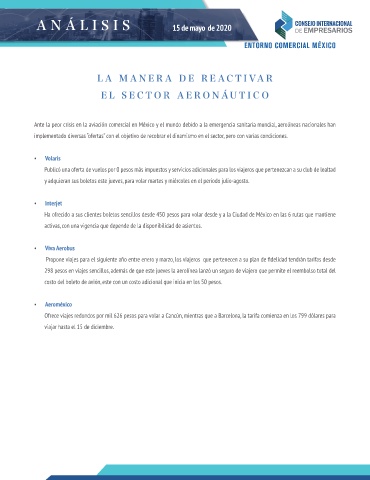 ANÁLISIS
15 de mayo de 2020
CONSEJO INTERNACIONAL
DE EMPRESARIOS
ENTORNO COMERCIAL MÉXICO
LA MANERA DE REACTIVAR
EL SECTOR AERONÁUTICO
Ante la peor crisis en la aviación comercial en México y el mundo debido a la emergencia sanitaria mundial, aerolíneas nacionales han
implementado diversas "ofertas" con el objetivo de recobrar el dinamismo en el sector, pero con varias condiciones.
• Volaris
Publicó una oferta de vuelos por 0 pesos más impuestos y servicios adicionales para los viajeros que pertenezcan a su club de lealtad
y adquieran sus boletos este jueves, para volar martes y miércoles en el periodo julio-agosto.
• Interjet
Ha ofrecido a sus clientes boletos sencillos desde 450 pesos para volar desde y a la Ciudad de México en las 6 rutas que mantiene
activas, con una vigencia que depende de la disponibilidad de asientos.
• Viva Aerobus
Propone viajes para el siguiente año entre enero y marzo, los viajeros que pertenecen a su plan de fidelidad tendrán tarifas desde
298 pesos en viajes sencillos, además de que este jueves la aerolínea lanzó un seguro de viajero que permite el reembolso total del
costo del boleto de avión, este con un costo adicional que inicia en los 50 pesos.
• Aeroméxico
Ofrece viajes redondos por mil 626 pesos para volar a Cancún, mientras que a Barcelona, la tarifa comienza en los 799 dólares para
viajar hasta el 15 de diciembre.